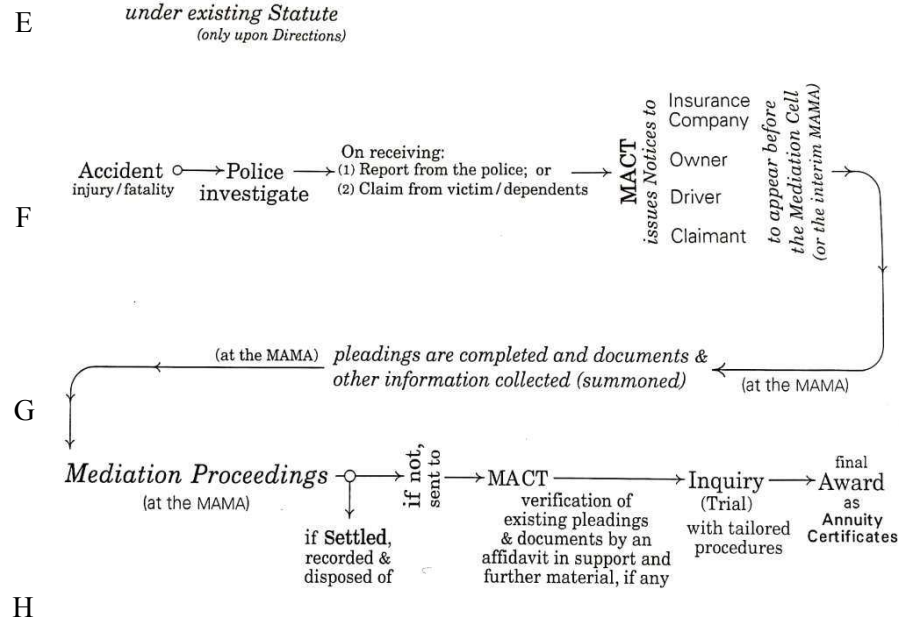 E
under existing Statute
(only upon Directions)
Accident
injury/fatality
Police
investigate
On receiving:
(1) Report from the police; or
(2) Claim from victim/dependents
MACT
issues Notices to
Insurance
Company
Owner
Driver
Claimant
to appear before
the Mediation Cell
(or the interim MAMA)
F
(at the MAMA)
pleadings are completed and documents &
other information collected (summoned)
(at the MAMA)
G
Mediation Proceedings
(at the MAMA)
if Settled,
recorded &
disposed of
if not,
sent to
MACT
verification of
existing pleadings
& documents by an
affidavit in support and
further material, if any
Inquiry
(Trial)
with tailored
procedures
final
Award
as
Annuity
Certificates
H